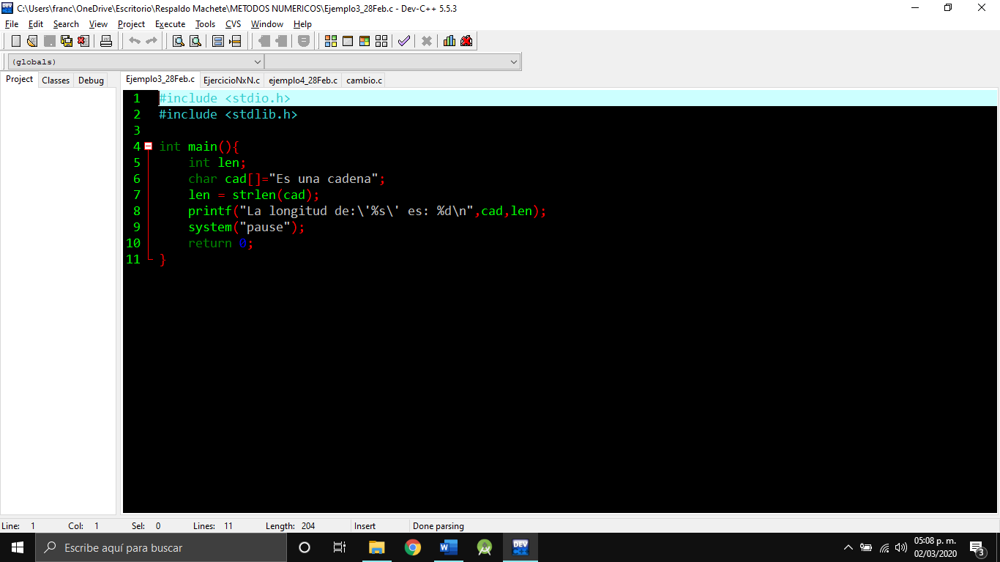 C:\Users\franc\OneDrive\Escritorio\Respaldo Machete\METODOS NUMERICOS\Ejemplo3_28Feb.c - Dev-C++ 5.5.3
File Edit Search View Project Execute Tools CVS Window Help
(globals)
Project Classes Debug Ejemplo3_28Feb.c EjercicioNxN.c ejemplo4_28Feb.c cambio.c
1 #include <stdio.h>
2 #include <stdlib.h>
3
4 int main(){
5 int len;
6 char cad[]="Es una cadena";
7 len = strlen(cad);
8 printf("La longitud de:\'%s\' es: %d\n",cad,len);
9 system("pause");
10 return 0;
11 }
Line: 1 Col: 1 Sel: 0 Lines: 11 Length: 204 Insert Done parsing
Escribe aquí para buscar
DEV C++
05:08 p. m.
02/03/2020
3